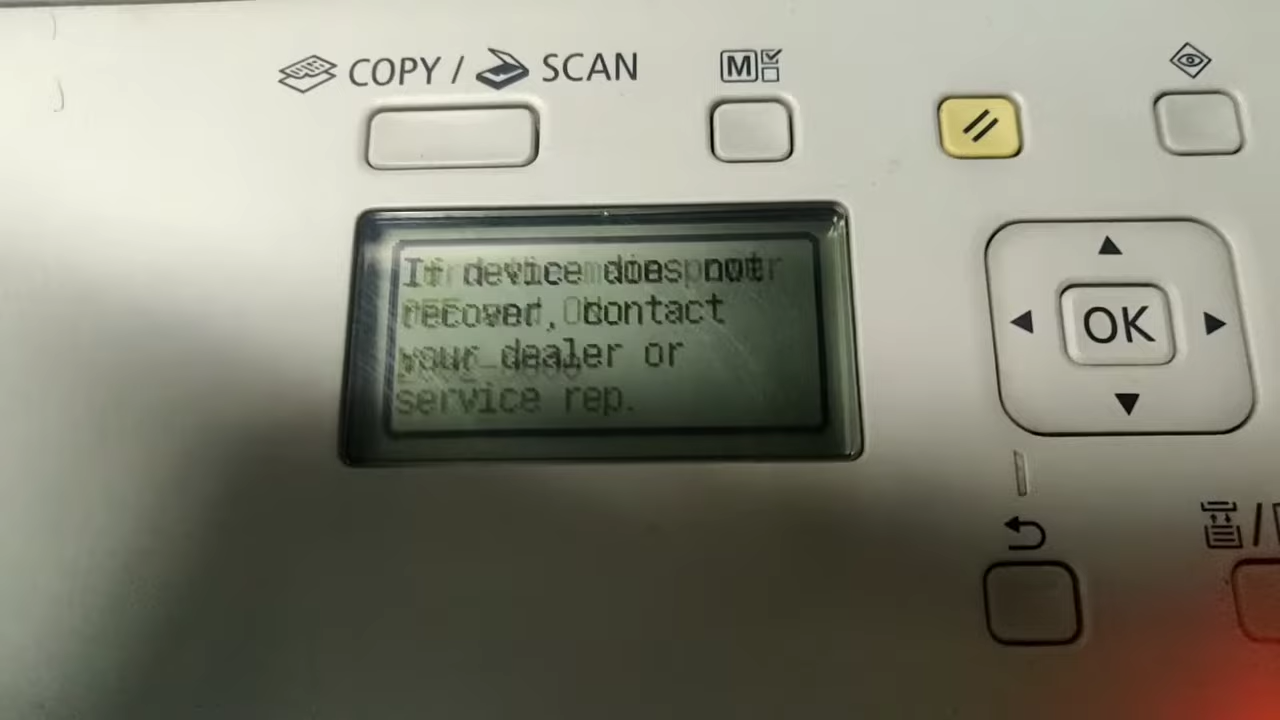 COPY / SCAN
M
If device does not
recover, contact
your dealer or
service rep.
OK